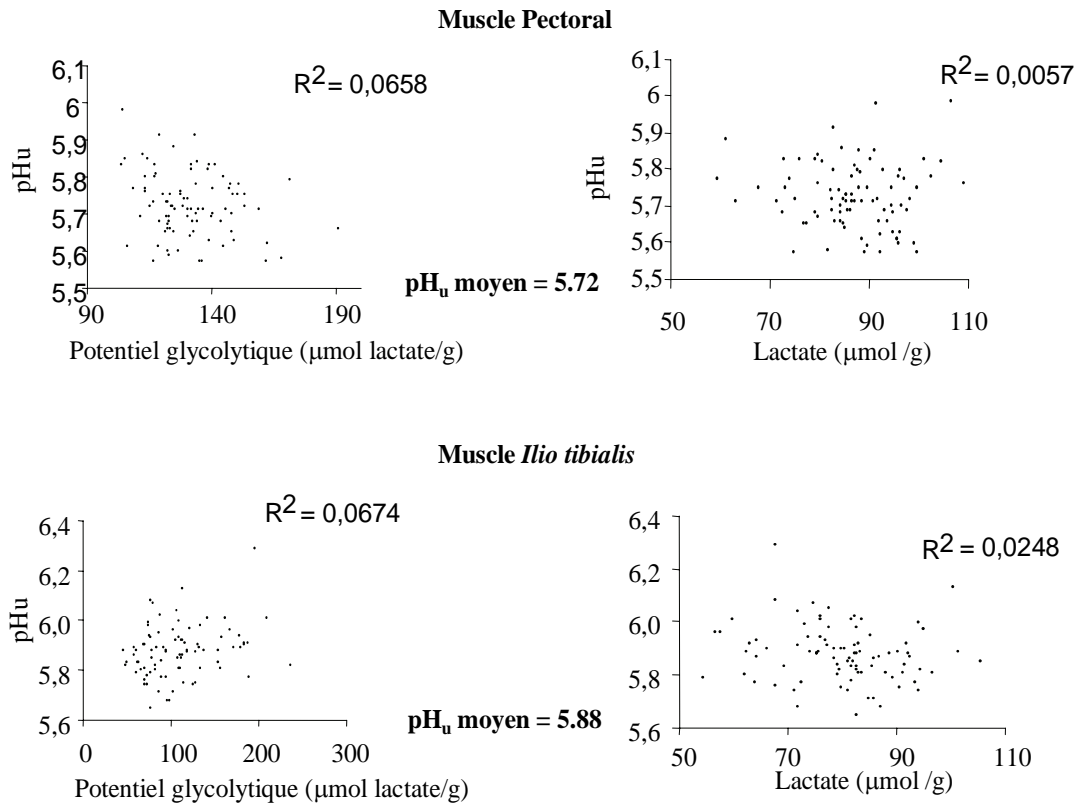 Muscle Pectoral
R² = 0,0658
6,1
6
5,9
5,8
5,7
5,6
5,5
pHu
90 140 190
Potentiel glycolytique (µmol lactate/g)
pHu moyen = 5.72
R² = 0,0057
6,1
6
5,9
5,8
5,7
5,6
5,5
pHu
50 70 90 110
Lactate (µmol /g)
Muscle Ilio tibialis
R² = 0,0674
6,4
6,2
6,0
5,8
5,6
pHu
0 100 200 300
Potentiel glycolytique (µmol lactate/g)
pHu moyen = 5.88
R² = 0,0248
6,4
6,2
6,0
5,8
5,6
50 70 90 110
Lactate (µmol /g)